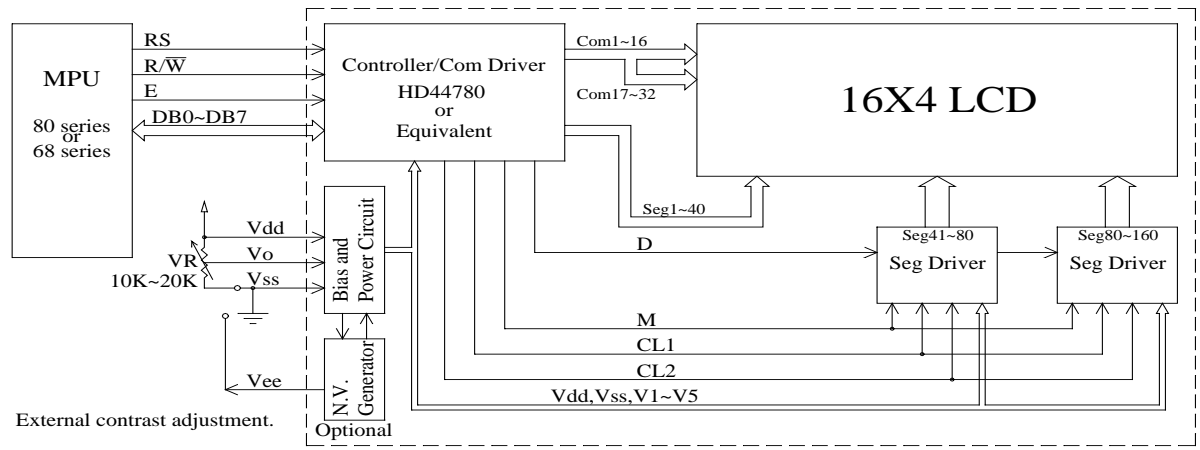 MPU
80 series
or
68 series
RS
R/W̅
E
DB0~DB7
Controller/Com Driver
HD44780
or
Equivalent
Com1~16
Com17~32
16X4 LCD
Seg1~40
Vdd
Vo
Vss
VR
10K~20K
Bias and
Power Circuit
D
Seg41~80
Seg Driver
Seg80~160
Seg Driver
M
CL1
CL2
Vdd,Vss,V1~V5
Vee
N.V.
Generator
Optional
External contrast adjustment.